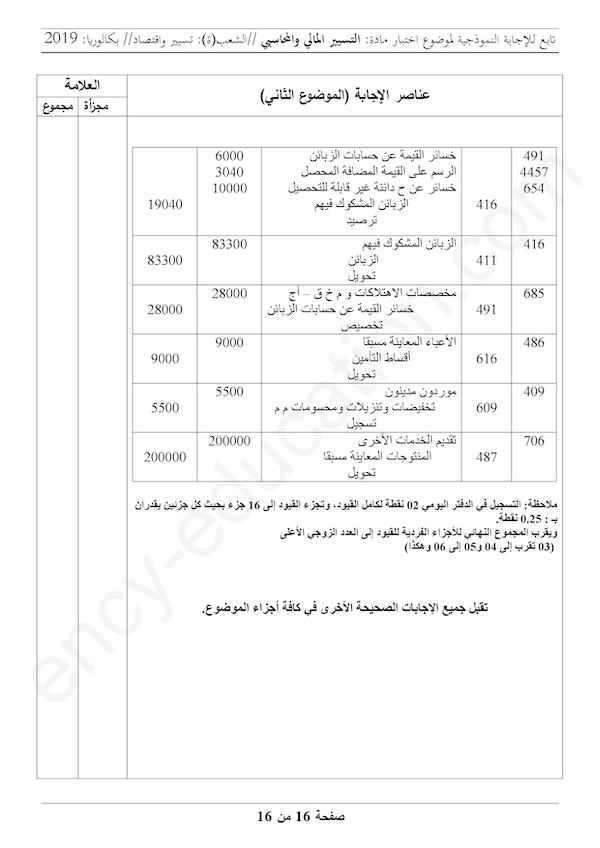 تابع للإجابة النموذجية لموضوع اختبار مادة: التسيير المالي والمحاسبي //الشعب(ة): تسيير واقتصاد// بكالوريا: 2019
عناصر الإجابة (الموضوع الثاني)
العلامة
مجزأة مجموع
491 خسائر القيمة عن حسابات الزبائن 6000
4457 الرسم على القيمة المضافة المحصل 3040
654 خسائر عن ح دائنة غير قابلة للتحصيل 10000
416 الزبائن المشكوك فيهم 19040
ترصيد
416 الزبائن المشكوك فيهم 83300
411 الزبائن 83300
تحويل
685 مخصصات الاهتلاكات و م خ ق – أج 28000
491 خسائر القيمة عن حسابات الزبائن 28000
تخصيص
486 الأعباء المعاينة مسبقا 9000
616 أقساط التأمين 9000
تحويل
409 موردون مدينون 5500
609 تخفيضات وتنزيلات ومحسومات م م 5500
تسجيل
706 تقديم الخدمات الأخرى 200000
487 المنتوجات المعاينة مسبقا 200000
تحويل
ملاحظة: التسجيل في الدفتر اليومي 02 نقطة لكامل القيود، وتجزء القيود إلى 16 جزء بحيث كل جزئين يقدران
بـ : 0.25 نقطة.
ويقرب المجموع النهائي للأجزاء الفردية للقيود إلى العدد الزوجي الأعلى
(03 تقرب إلى 04 و05 إلى 06 وهكذا)
تقبل جميع الإجابات الصحيحة الأخرى في كافة أجزاء الموضوع.
صفحة 16 من 16
ency-education.com